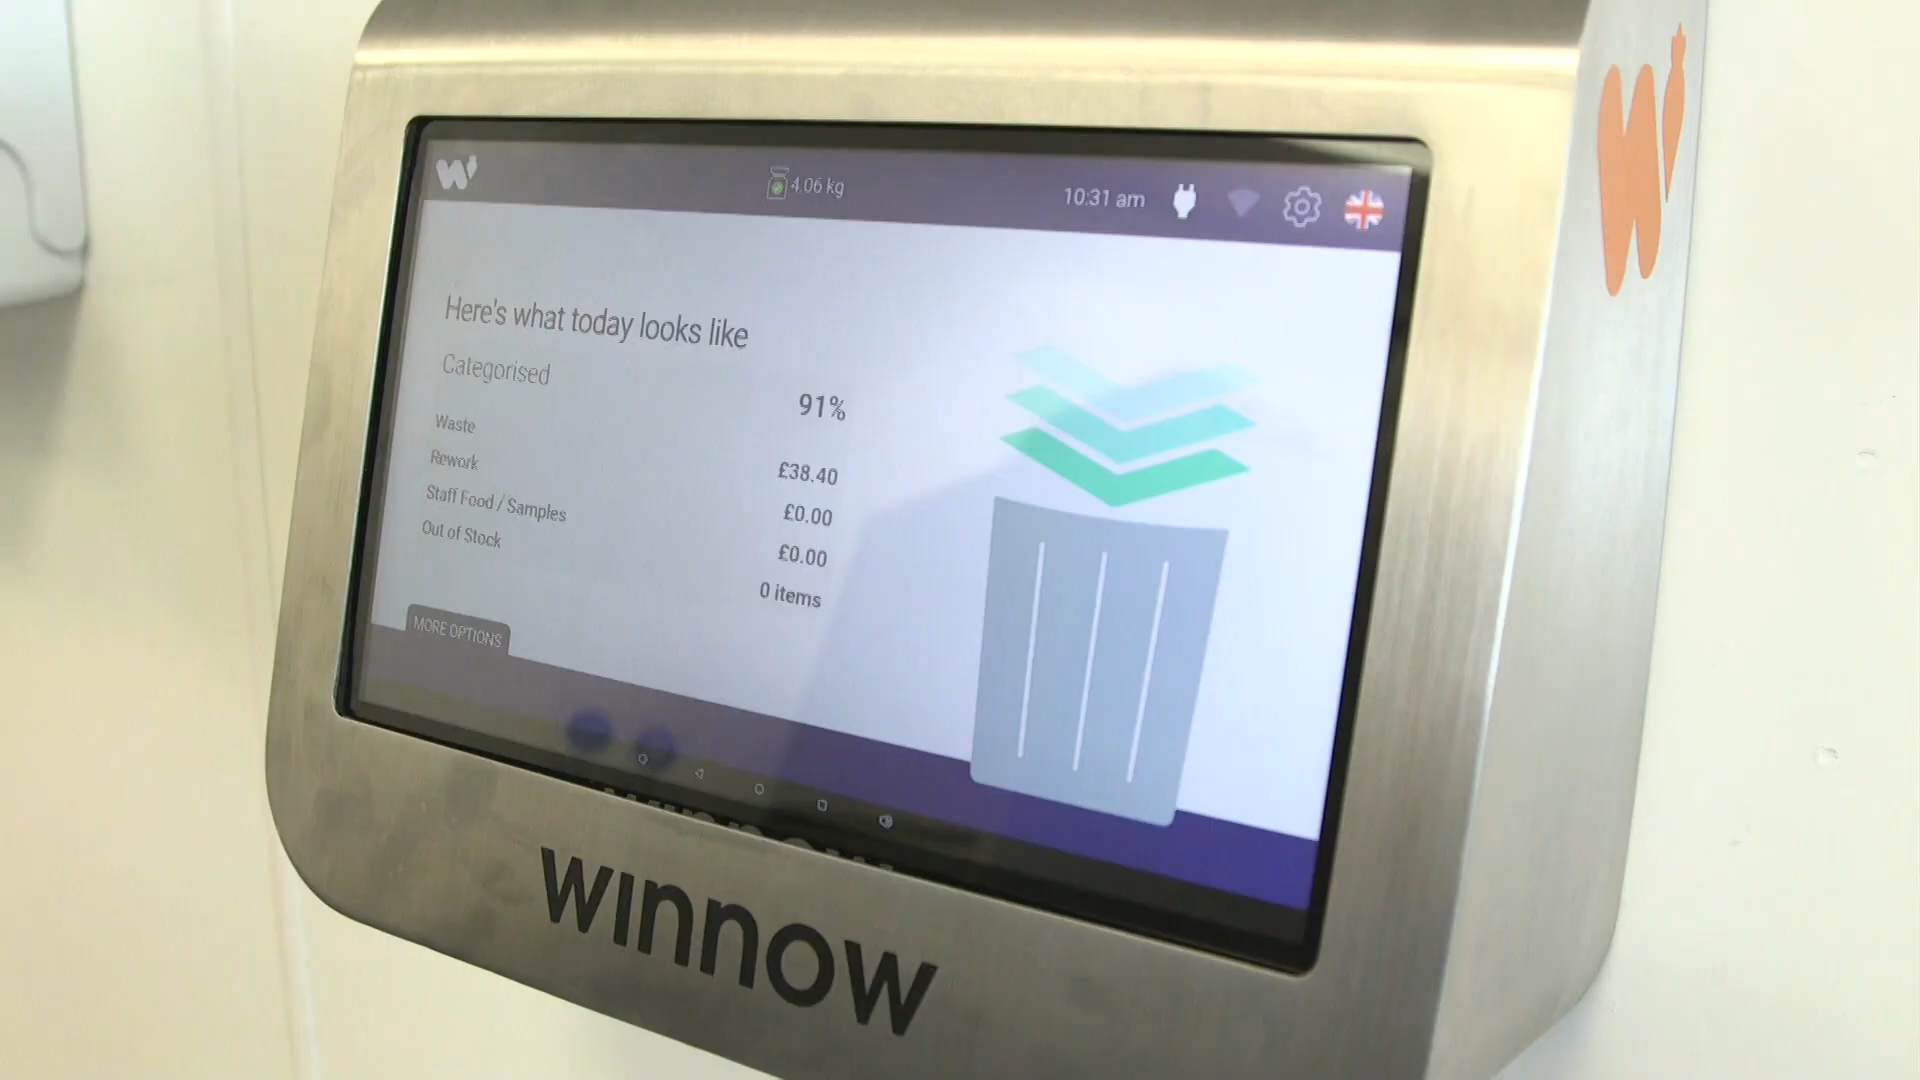 4.06 kg
10:31 am
Here's what today looks like
Categorised 91%
Waste £38.40
Rework £0.00
Staff Food / Samples £0.00
Out of Stock 0 items
MORE OPTIONS
winnow